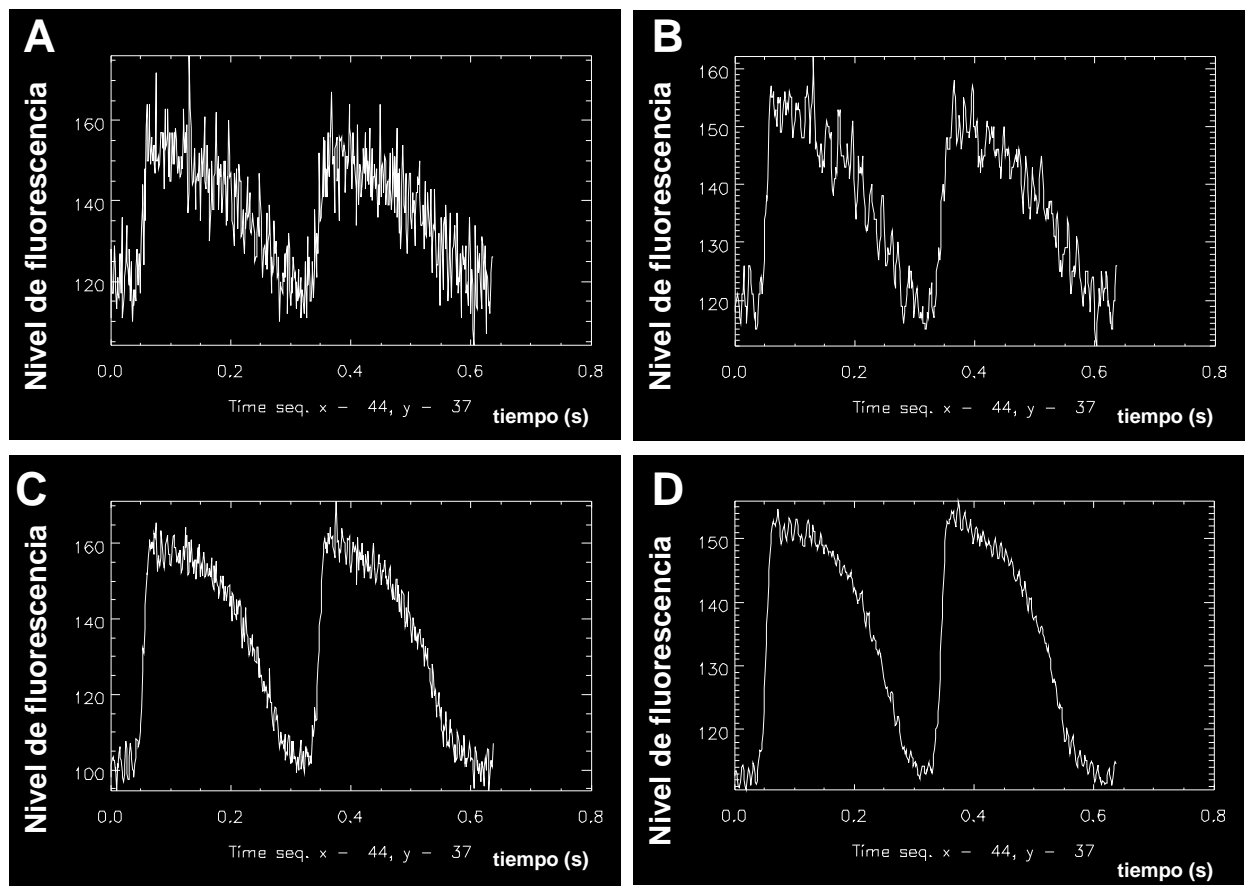 A
Nivel de fluorescencia
160
140
120
0.0 0.2 0.4 0.6 0.8
Time seq. x - 44, y - 37 tiempo (s)
B
Nivel de fluorescencia
160
150
140
130
120
0.0 0.2 0.4 0.6 0.8
Time seq. x - 44, y - 37 tiempo (s)
C
Nivel de fluorescencia
160
140
120
100
0.0 0.2 0.4 0.6 0.8
Time seq. x - 44, y - 37 tiempo (s)
D
Nivel de fluorescencia
150
140
130
120
0.0 0.2 0.4 0.6 0.8
Time seq. x - 44, y - 37
tiempo (s)